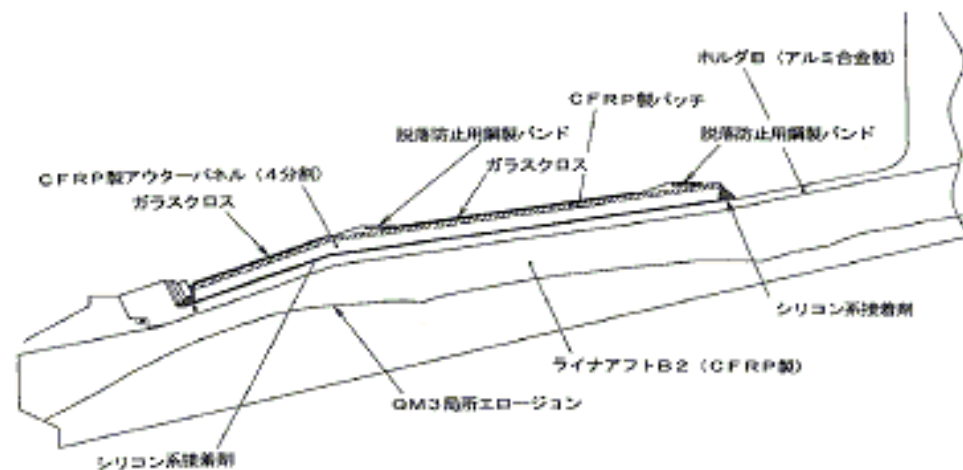 ホルダB（アルミ合金製）
CFRP製パッチ
脱落防止用鋼製バンド
脱落防止用鋼製バンド
ガラスクロス
CFRP製アウターパネル（4分割）
ガラスクロス
シリコン系接着剤
ライナアフトB2（CFRP製）
QM3局所エロージョン
シリコン系接着剤